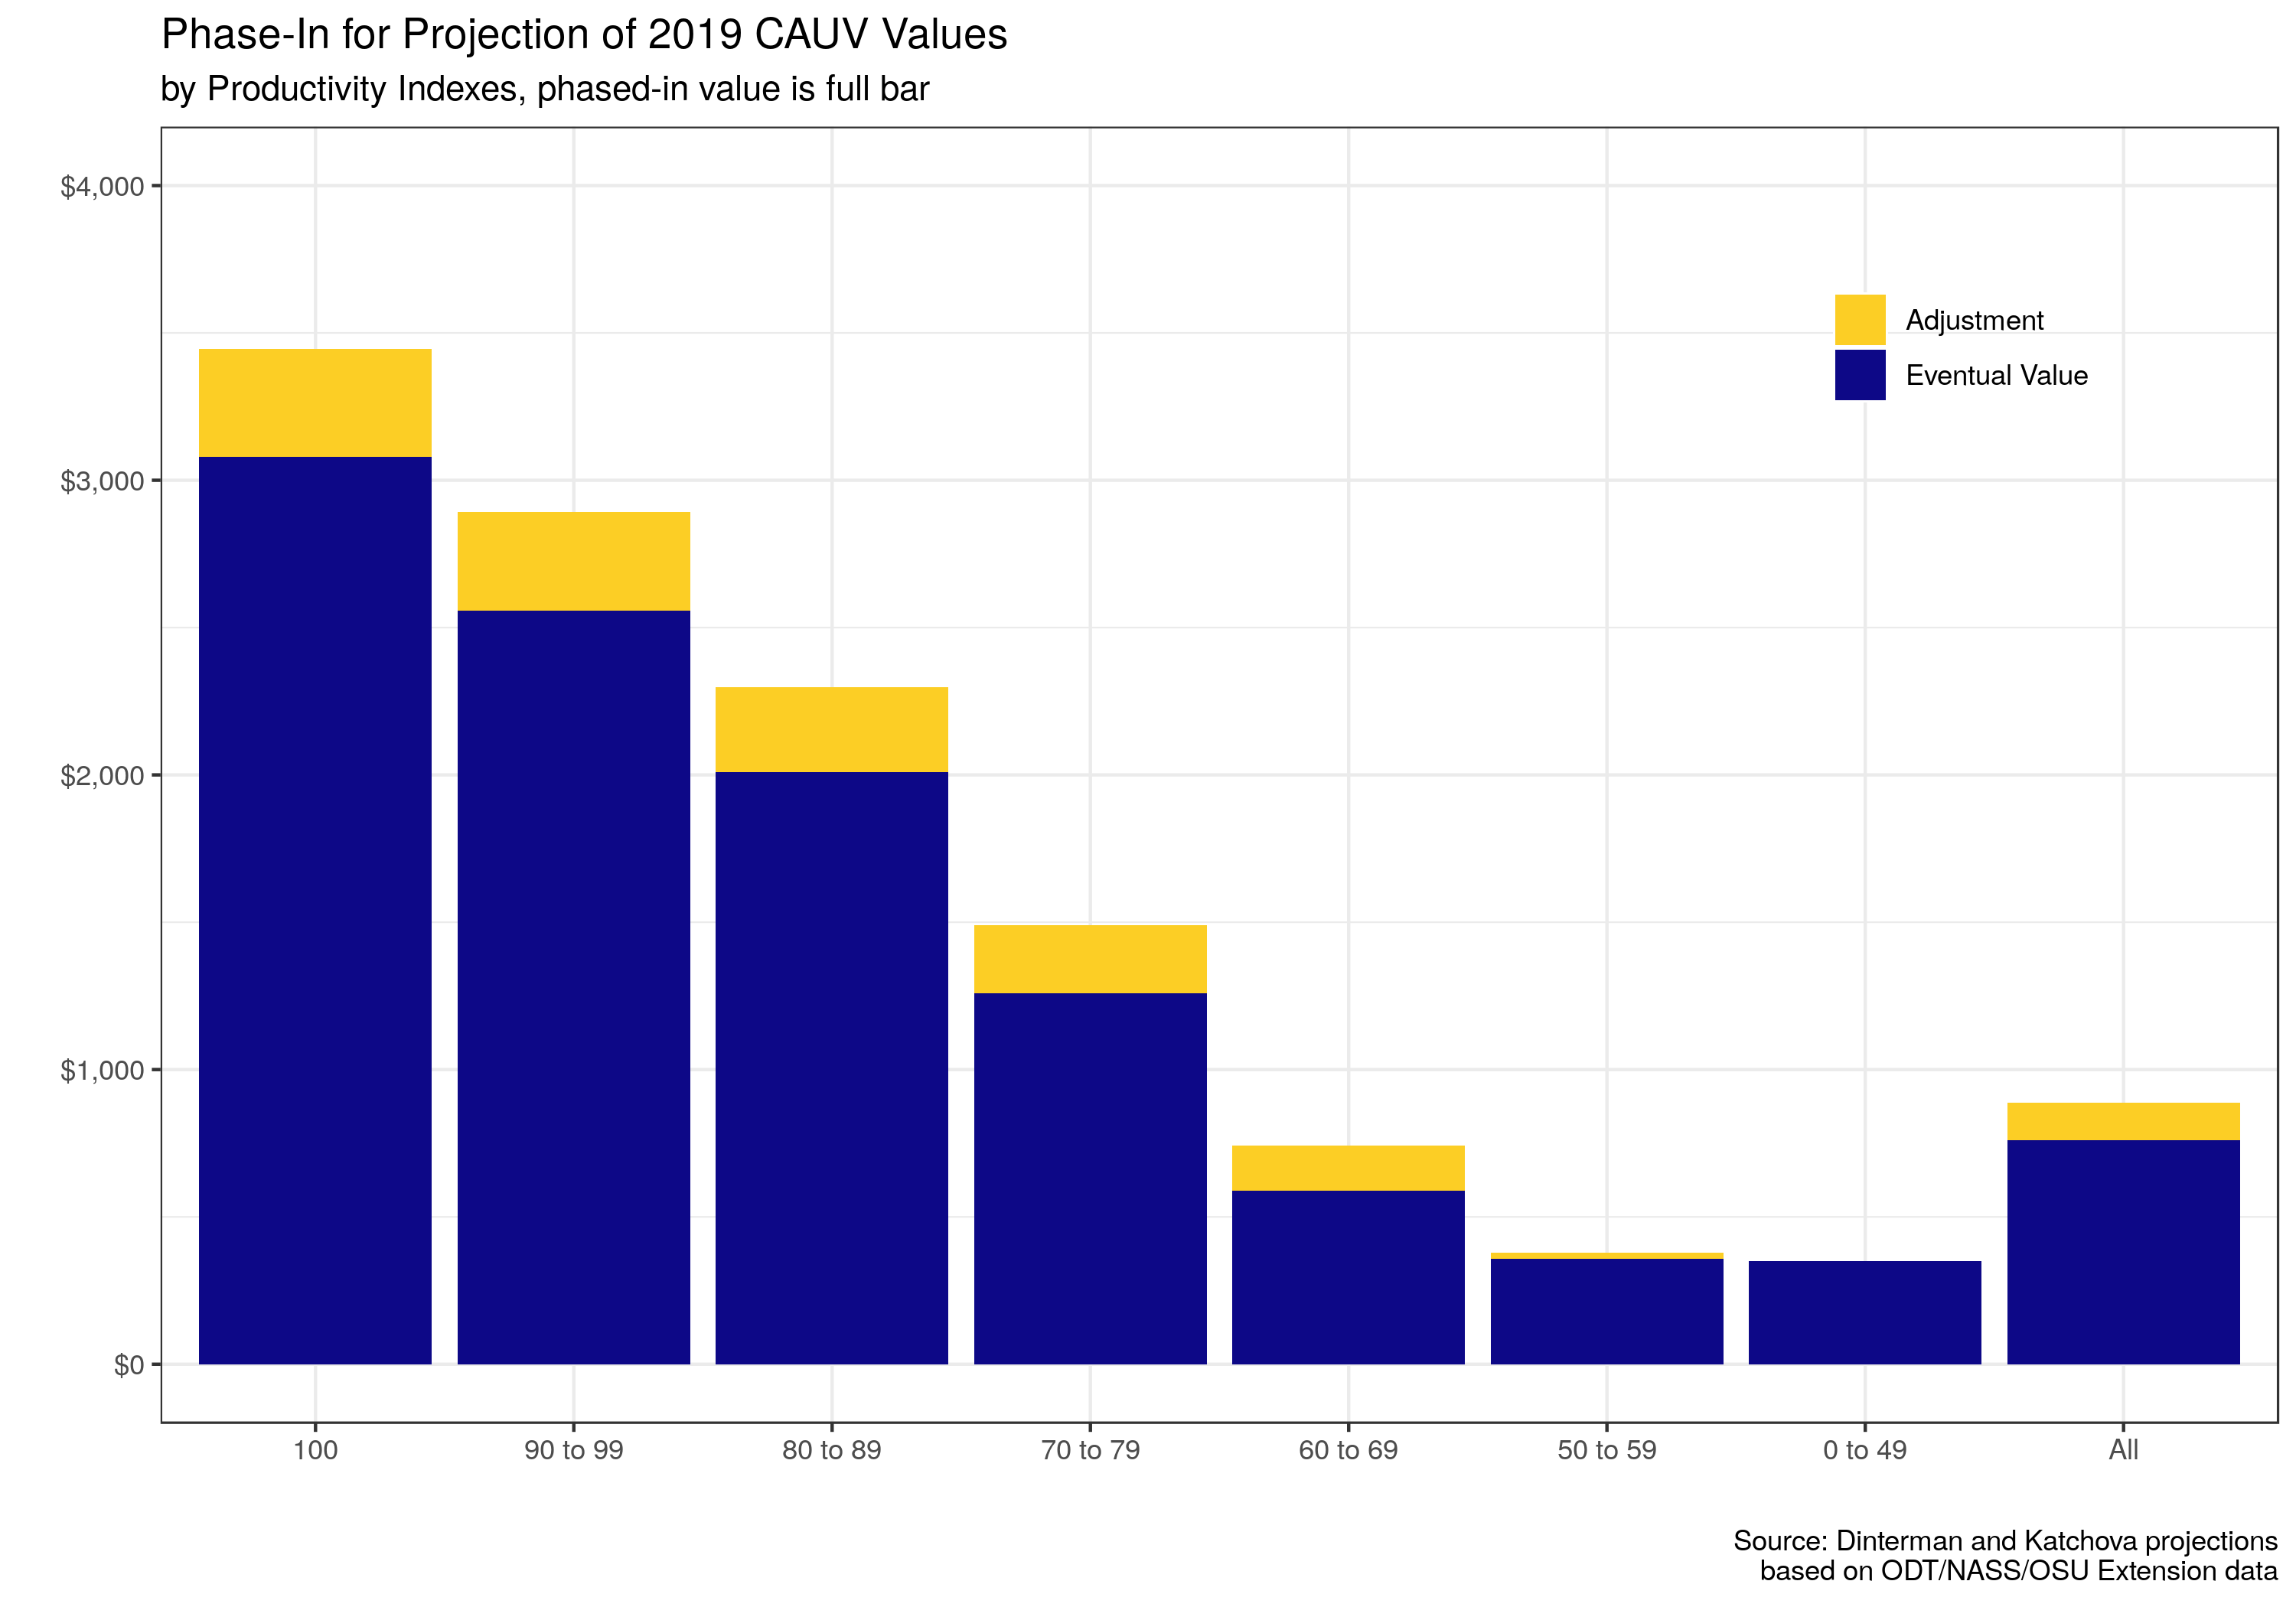 Phase-In for Projection of 2019 CAUV Values
by Productivity Indexes, phased-in value is full bar
$4,000
$3,000
$2,000
$1,000
$0
Adjustment
Eventual Value
100
90 to 99
80 to 89
70 to 79
60 to 69
50 to 59
0 to 49
All
Source: Dinterman and Katchova projections
based on ODT/NASS/OSU Extension data